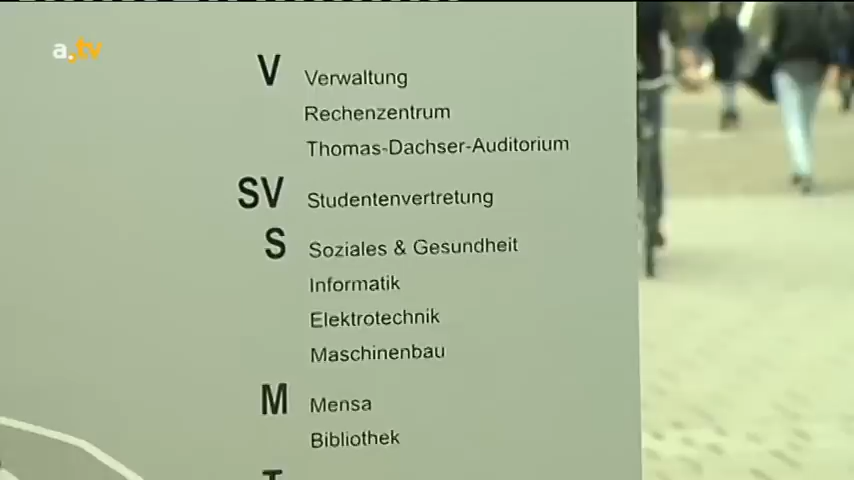 a.tv
V Verwaltung
Rechenzentrum
Thomas-Dachser-Auditorium
SV Studentenvertretung
S Soziales & Gesundheit
Informatik
Elektrotechnik
Maschinenbau
M Mensa
Bibliothek